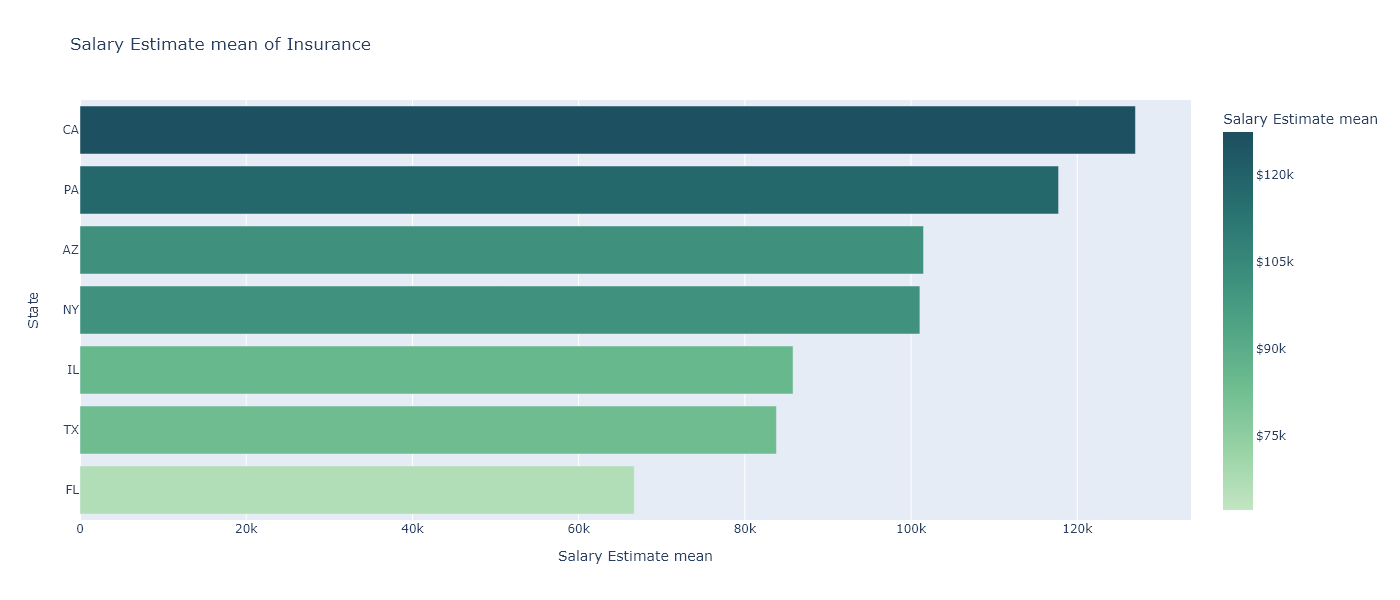 Salary Estimate mean of Insurance
Salary Estimate mean
$120k
$105k
$90k
$75k
State
CA
PA
AZ
NY
IL
TX
FL
0 20k 40k 60k 80k 100k 120k
Salary Estimate mean